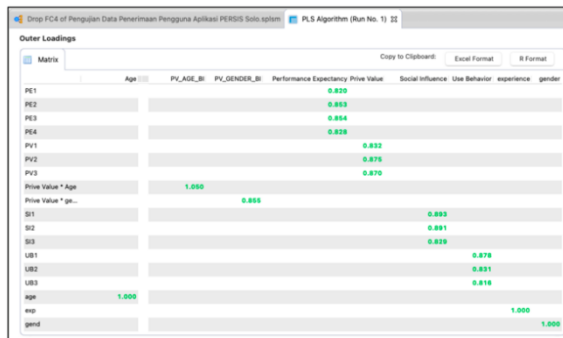 Drop FC4 of Pengujian Data Penerimaan Pengguna Aplikasi PERSIS Solo.splsm PLS Algorithm (Run No. 1)
Outer Loadings
Matrix Copy to Clipboard: Excel Format R Format
Age PV_AGE_BI PV_GENDER_BI Performance Expectancy Prive Value Social Influence Use Behavior experience gender
PE1 0.820
PE2 0.853
PE3 0.854
PE4 0.828
PV1 0.832
PV2 0.875
PV3 0.870
Prive Value * Age 1.050
Prive Value * ge... 0.855
SI1 0.893
SI2 0.891
SI3 0.829
UB1 0.878
UB2 0.831
UB3 0.818
age 1.000
exp 1.000
gend 1.000